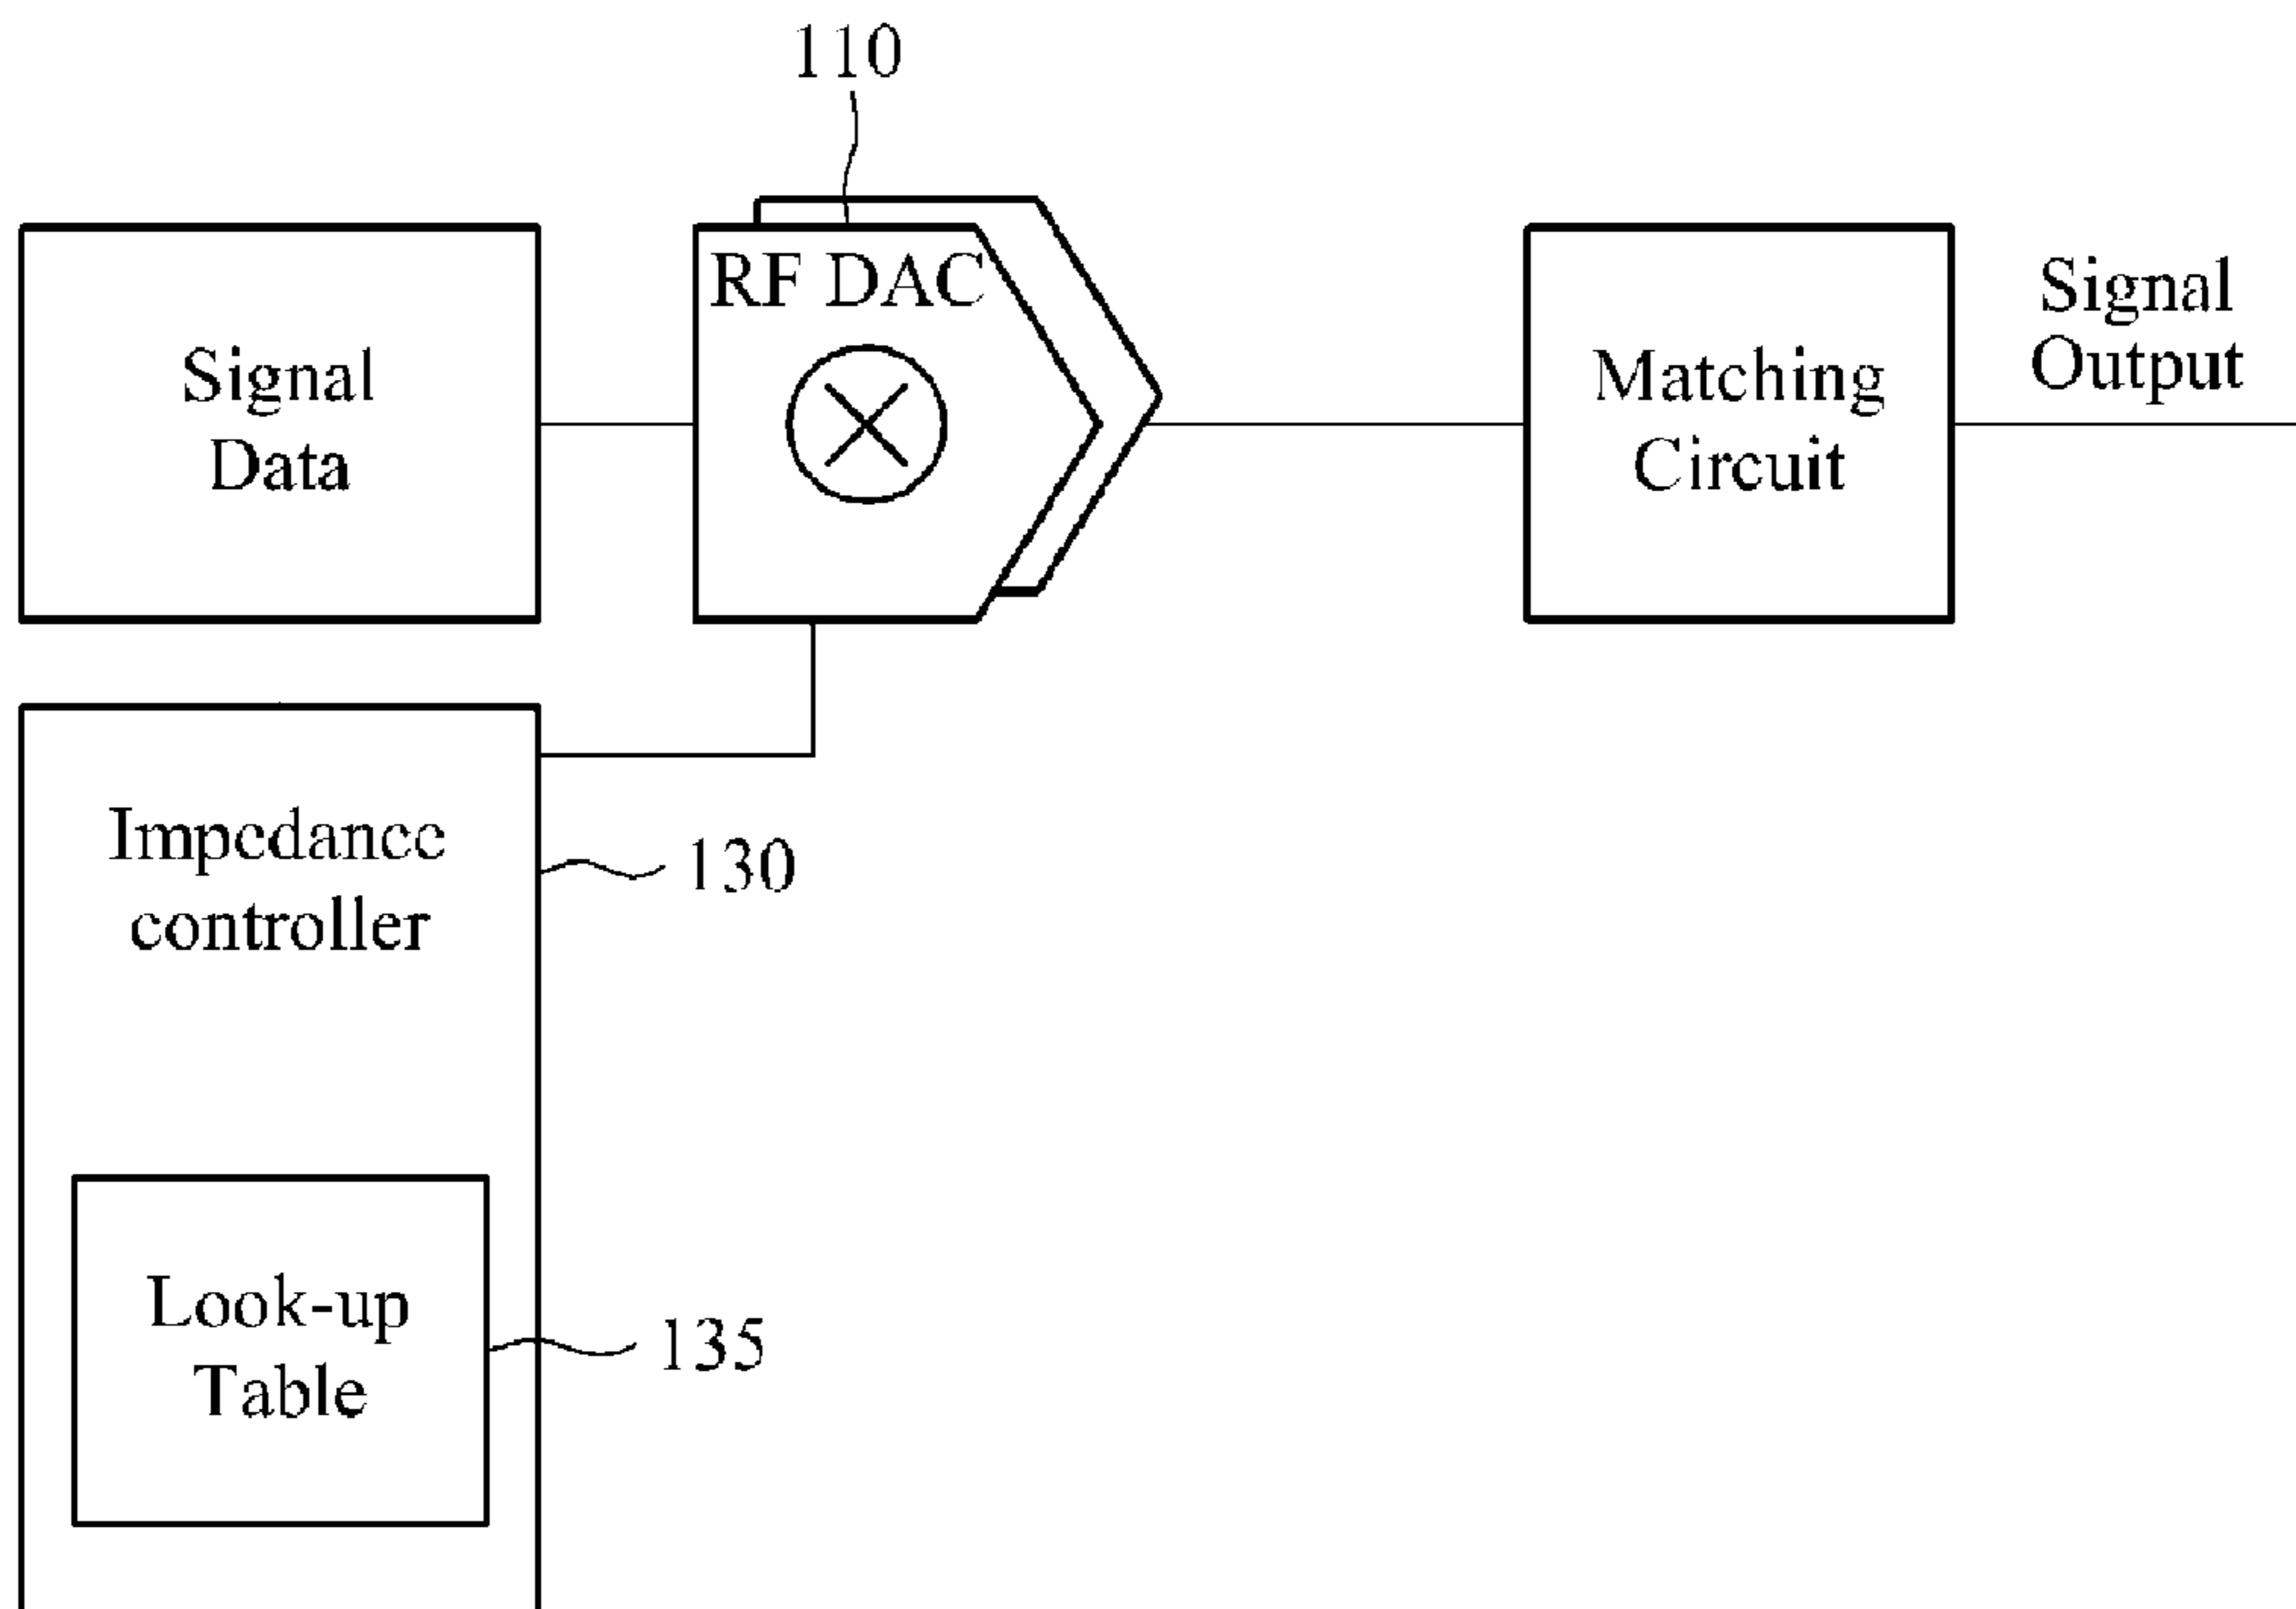 110
RF DAC
Signal
Data
Matching
Circuit
Signal
Output
Impedance
controller
130
Look-up
Table
135